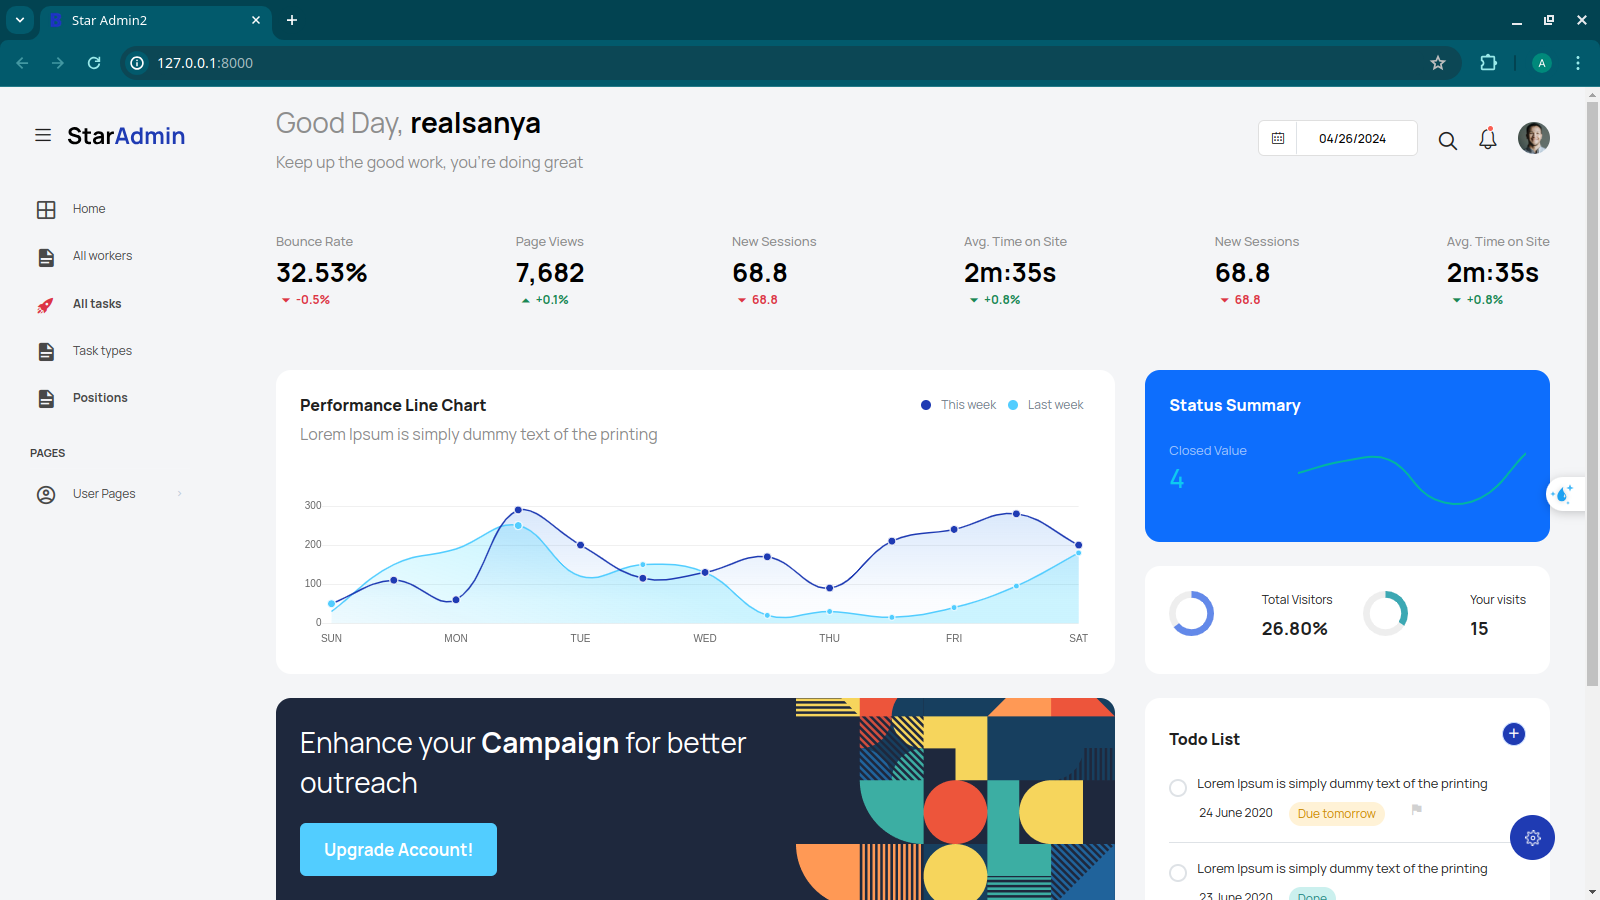 Star Admin2
127.0.0.1:8000
A
StarAdmin
Good Day, realsanya
Keep up the good work, you're doing great
04/26/2024
Home
All workers
All tasks
Task types
Positions
PAGES
User Pages
Bounce Rate
32.53%
-0.5%
Page Views
7,682
+0.1%
New Sessions
68.8
68.8
Avg. Time on Site
2m:35s
+0.8%
New Sessions
68.8
68.8
Avg. Time on Site
2m:35s
+0.8%
Performance Line Chart
This week
Last week
Lorem Ipsum is simply dummy text of the printing
300
200
100
0
SUN MON TUE WED THU FRI SAT
Status Summary
Closed Value
4
Total Visitors
26.80%
Your visits
15
Enhance your Campaign for better
outreach
Upgrade Account!
Todo List
Lorem Ipsum is simply dummy text of the printing
24 June 2020 Due tomorrow
Lorem Ipsum is simply dummy text of the printing
23 June 2020 Done